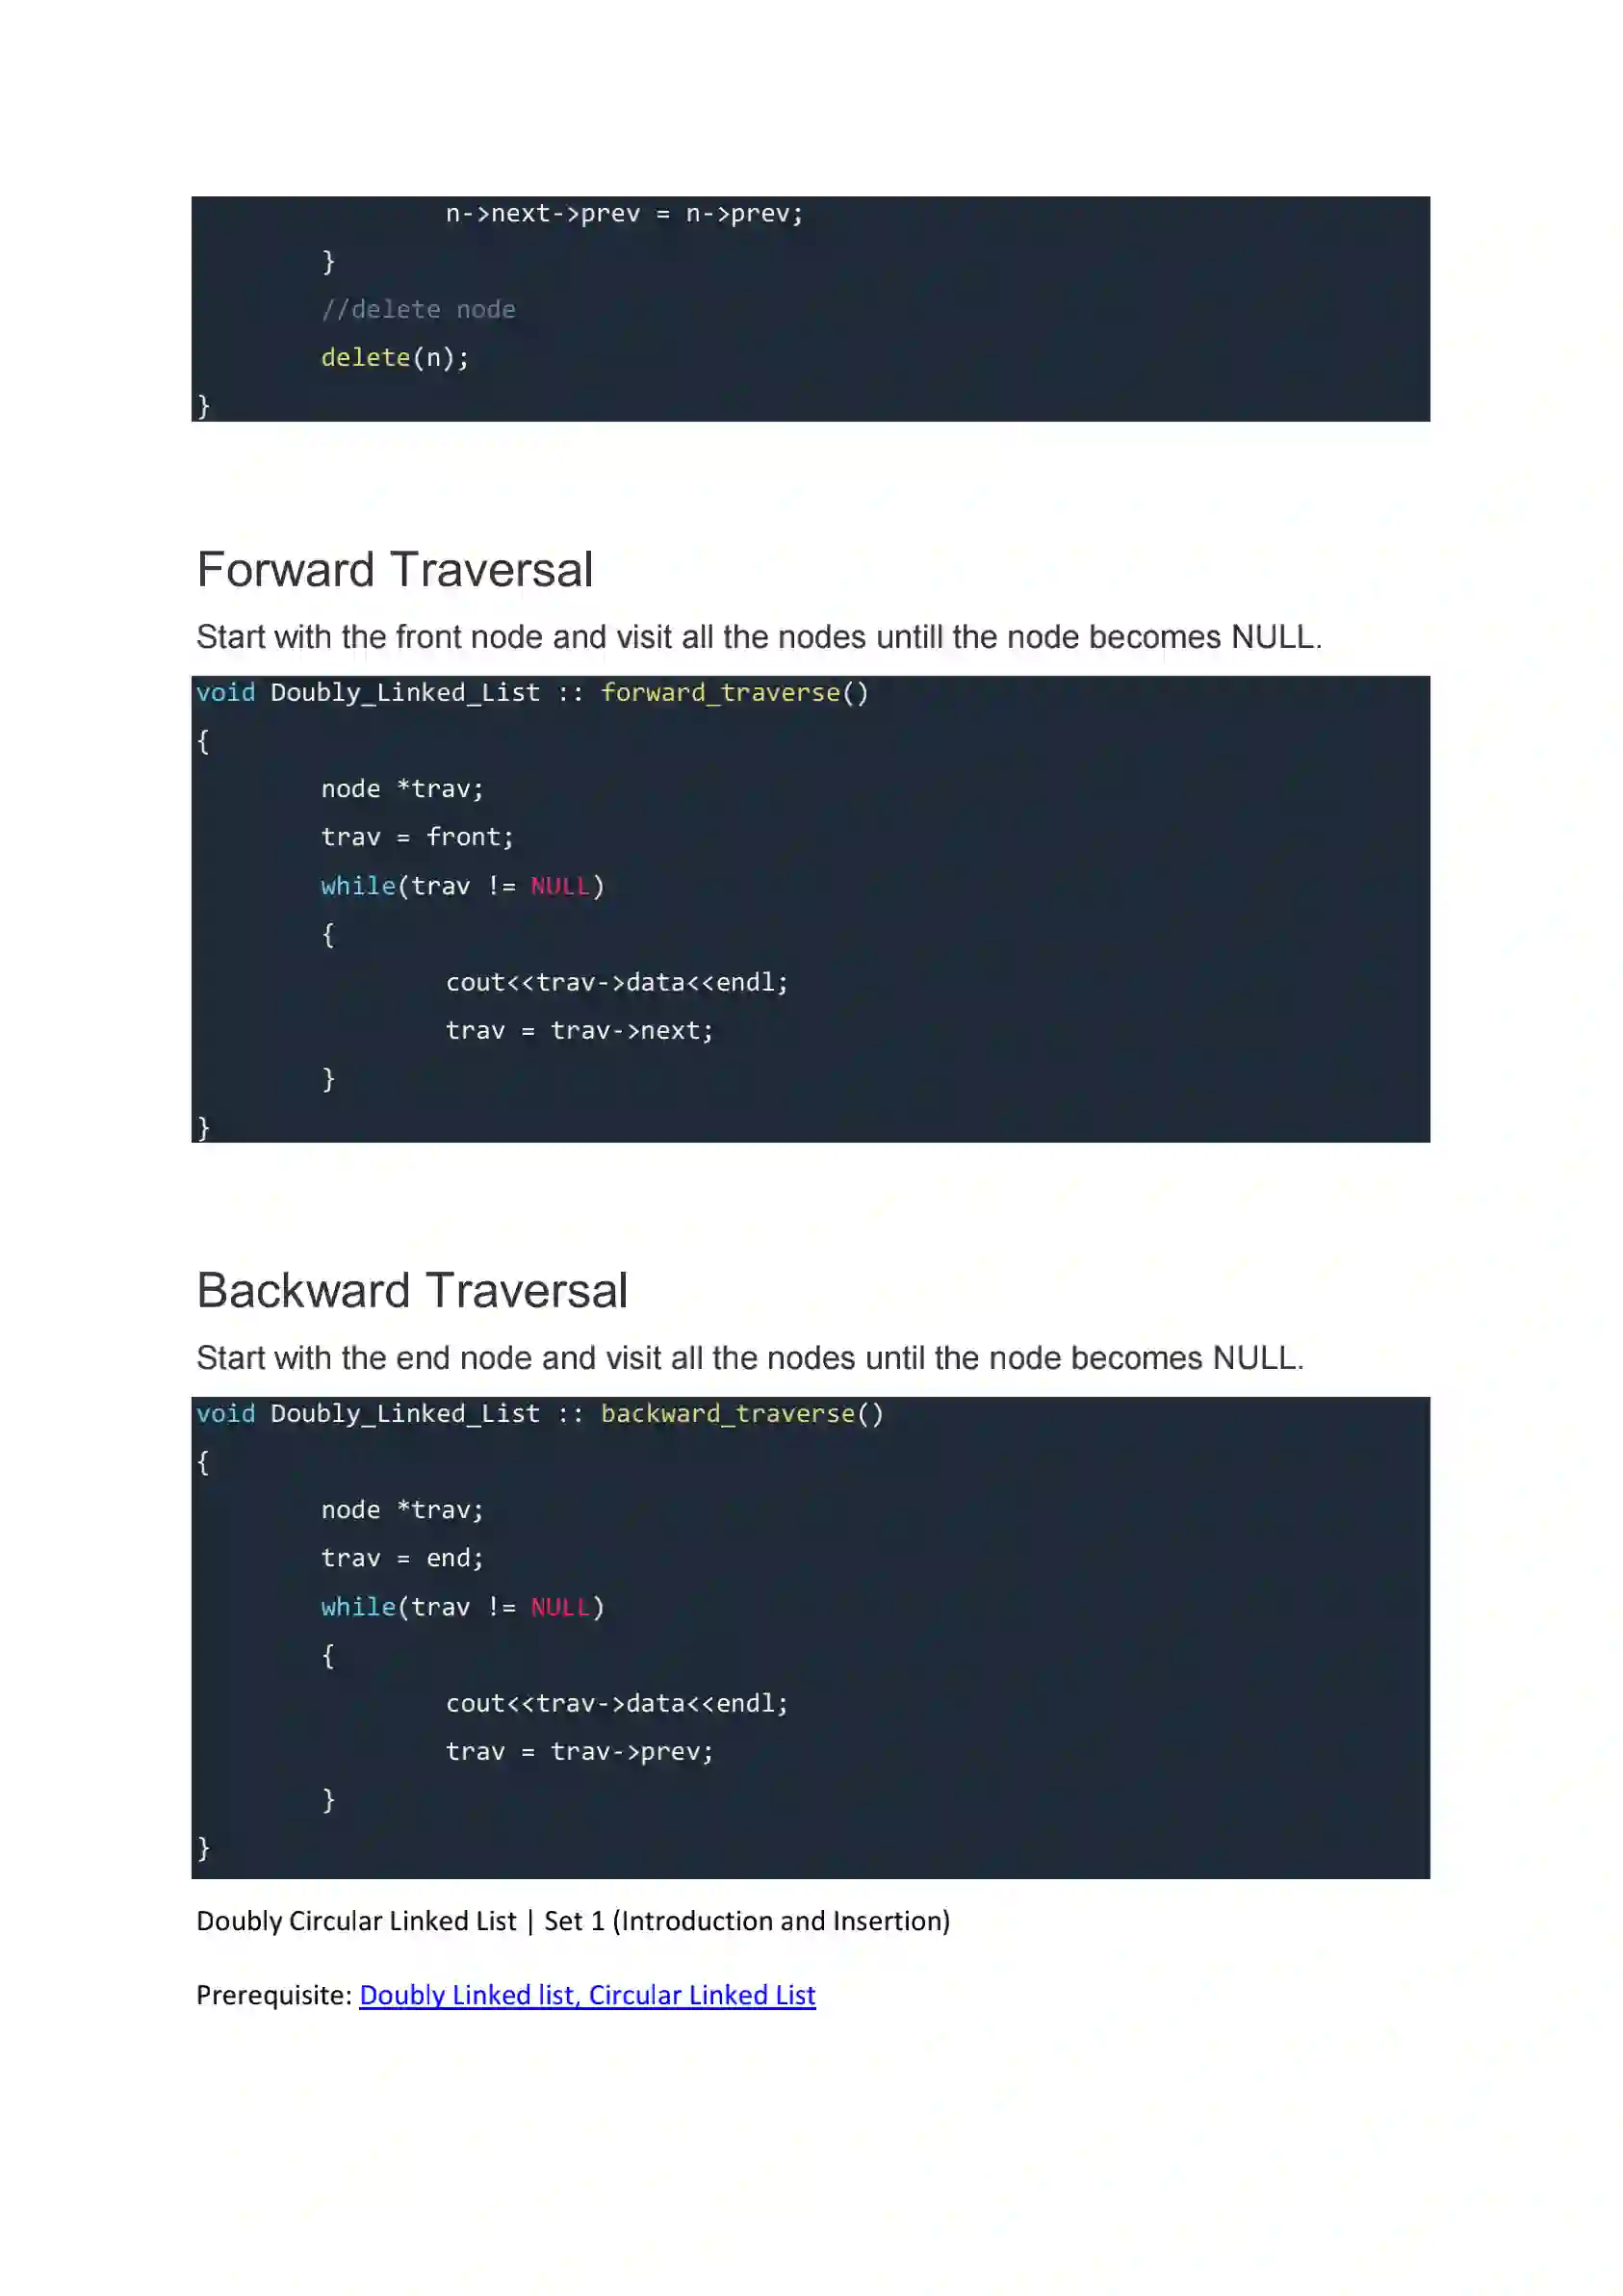 n->next->prev = n->prev;
}
//delete node
delete(n);
}
Forward Traversal
Start with the front node and visit all the nodes untill the node becomes NULL.
void Doubly_Linked_List :: forward_traverse()
{
node *trav;
trav = front;
while(trav != NULL)
{
cout<<trav->data<<endl;
trav = trav->next;
}
}
Backward Traversal
Start with the end node and visit all the nodes until the node becomes NULL.
void Doubly_Linked_List :: backward_traverse()
{
node *trav;
trav = end;
while(trav != NULL)
{
cout<<trav->data<<endl;
trav = trav->prev;
}
}
Doubly Circular Linked List | Set 1 (Introduction and Insertion)
Prerequisite: Doubly Linked list, Circular Linked List